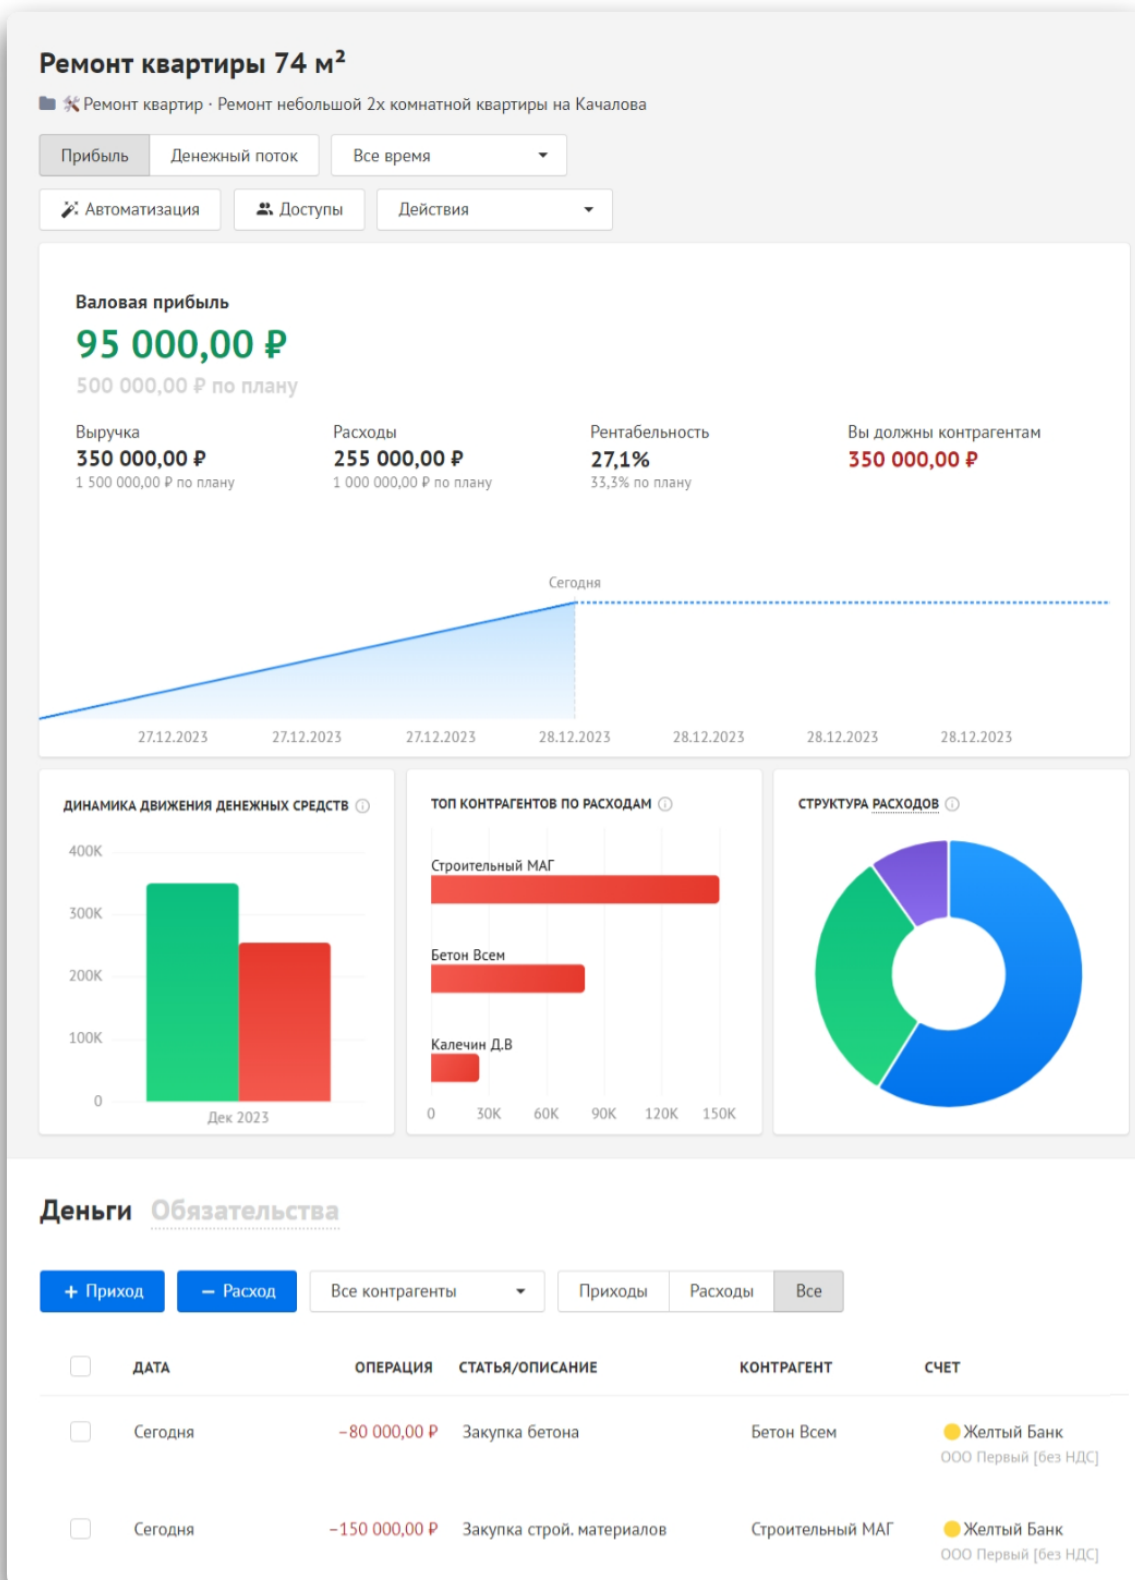 Ремонт квартиры 74 м²
Ремонт квартир · Ремонт небольшой 2х комнатной квартиры на Качалова
Прибыль Денежный поток Все время
Автоматизация Доступы Действия
Валовая прибыль
95 000,00 ₽
500 000,00 ₽ по плану
Выручка Расходы Рентабельность Вы должны контрагентам
350 000,00 ₽ 255 000,00 ₽ 27,1% 350 000,00 ₽
1 500 000,00 ₽ по плану 1 000 000,00 ₽ по плану 33,3% по плану
Сегодня
27.12.2023 27.12.2023 27.12.2023 28.12.2023 28.12.2023 28.12.2023 28.12.2023
ДИНАМИКА ДВИЖЕНИЯ ДЕНЕЖНЫХ СРЕДСТВ
400K
300K
200K
100K
0
Дек 2023
ТОП КОНТРАГЕНТОВ ПО РАСХОДАМ
Строительный МАГ
Бетон Всем
Калечин Д.В
0 30K 60K 90K 120K 150K
СТРУКТУРА РАСХОДОВ
Деньги Обязательства
+ Приход − Расход Все контрагенты Приходы Расходы Все
ДАТА ОПЕРАЦИЯ СТАТЬЯ/ОПИСАНИЕ КОНТРАГЕНТ СЧЕТ
Сегодня −80 000,00 ₽ Закупка бетона Бетон Всем Желтый Банк
ООО Первый [без НДС]
Сегодня −150 000,00 ₽ Закупка строй. материалов Строительный МАГ Желтый Банк
ООО Первый [без НДС]